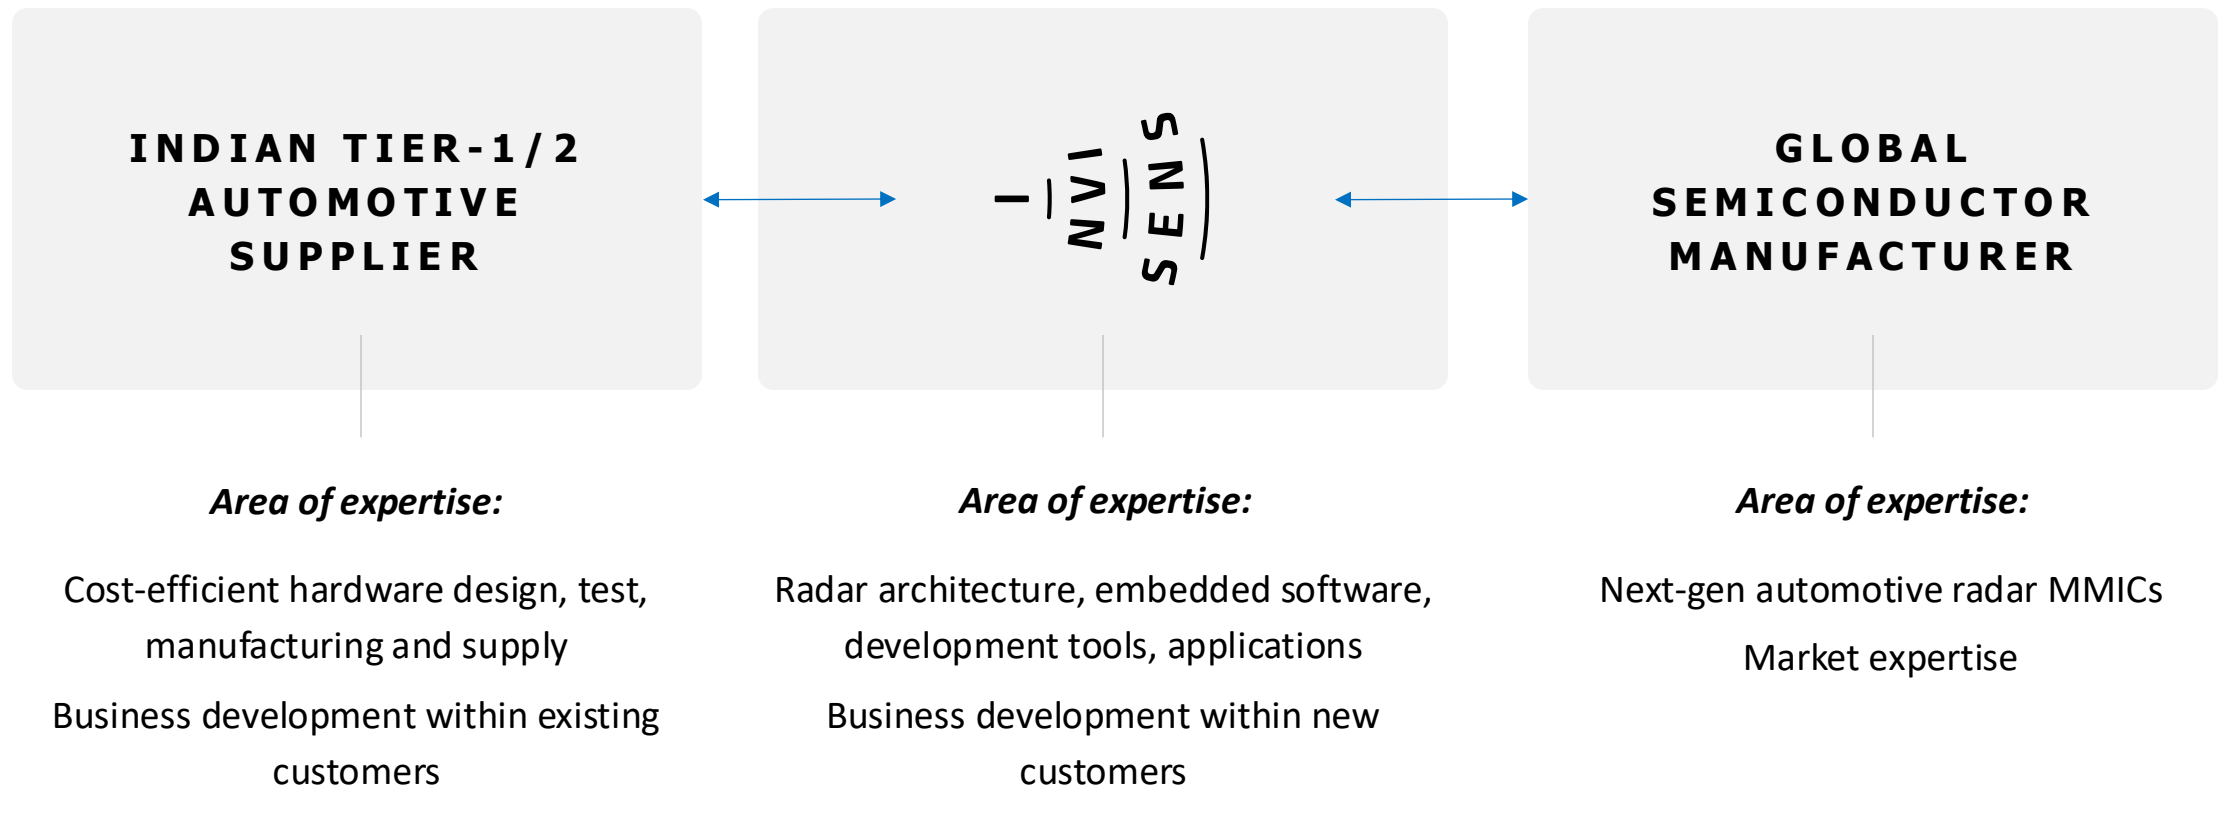 INDIAN TIER-1/2
AUTOMOTIVE
SUPPLIER
Area of expertise:
Cost-efficient hardware design, test,
manufacturing and supply
Business development within existing
customers
I
NVI
SENS
Area of expertise:
Radar architecture, embedded software,
development tools, applications
Business development within new
customers
GLOBAL
SEMICONDUCTOR
MANUFACTURER
Area of expertise:
Next-gen automotive radar MMICs
Market expertise